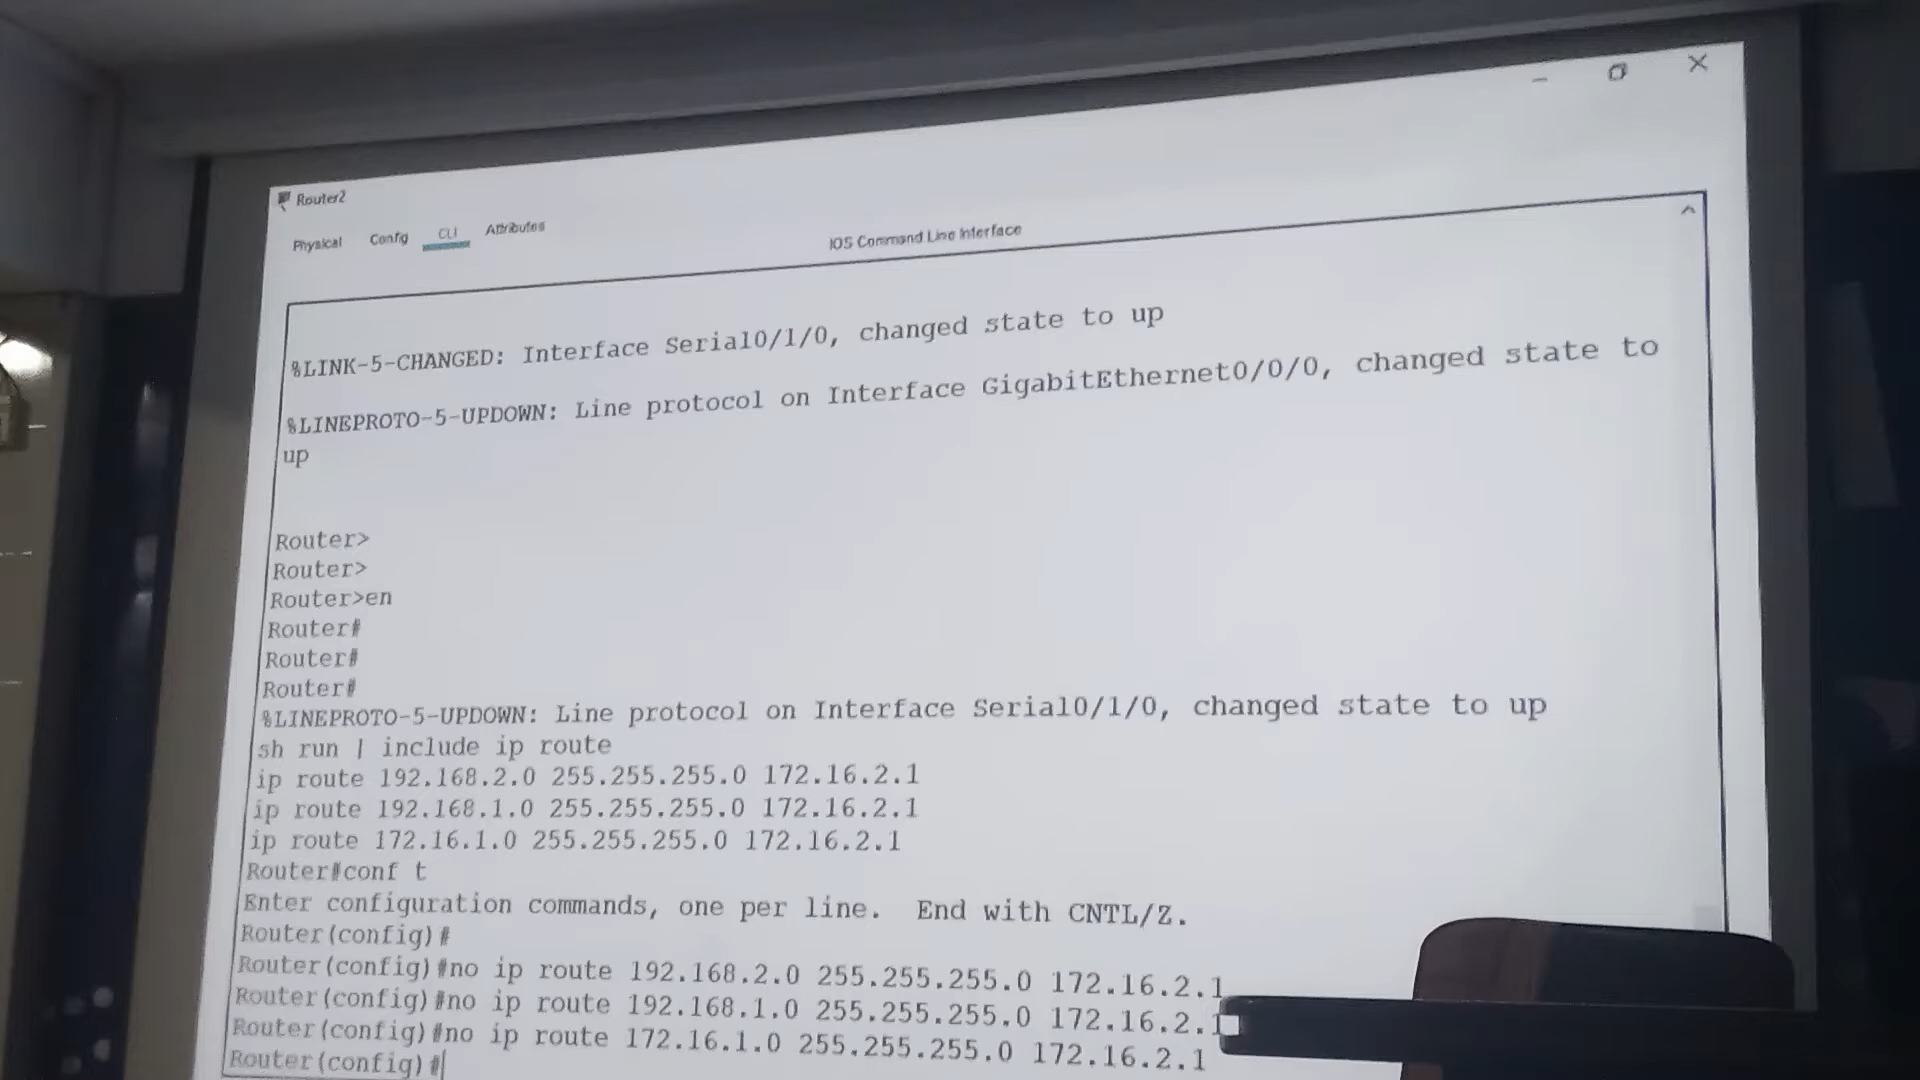 Router2
Physical Config CLI Attributes
IOS Command Line Interface
%LINK-5-CHANGED: Interface Serial0/1/0, changed state to up
%LINEPROTO-5-UPDOWN: Line protocol on Interface GigabitEthernet0/0/0, changed state to
up
Router>
Router>
Router>en
Router#
Router#
Router#
%LINEPROTO-5-UPDOWN: Line protocol on Interface Serial0/1/0, changed state to up
sh run | include ip route
ip route 192.168.2.0 255.255.255.0 172.16.2.1
ip route 192.168.1.0 255.255.255.0 172.16.2.1
ip route 172.16.1.0 255.255.255.0 172.16.2.1
Router#conf t
Enter configuration commands, one per line. End with CNTL/Z.
Router(config)#
Router(config)#no ip route 192.168.2.0 255.255.255.0 172.16.2.1
Router(config)#no ip route 192.168.1.0 255.255.255.0 172.16.2.1
Router(config)#no ip route 172.16.1.0 255.255.255.0 172.16.2.1
Router(config)#